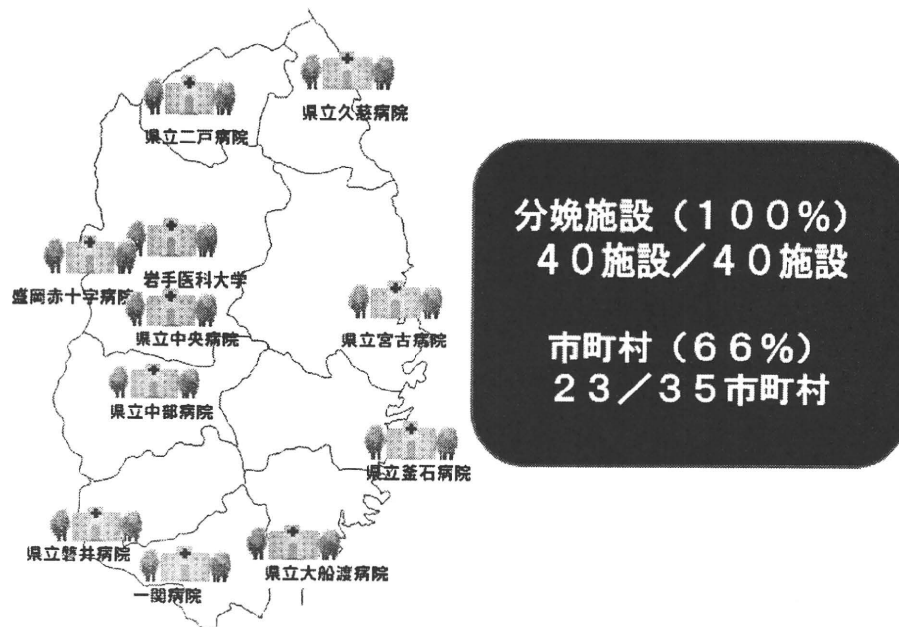 県立久慈病院
県立二戸病院
岩手医科大学
盛岡赤十字病院
県立中央病院
県立宮古病院
県立中部病院
県立釜石病院
県立磐井病院
県立大船渡病院
一関病院
分娩施設（１００％）
４０施設／４０施設
市町村（６６％）
２３／３５市町村